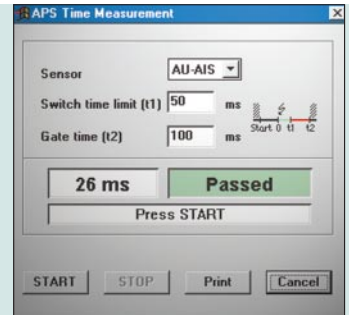 APS Time Measurement
Sensor AU-AIS
Switch time limit (t1) 50 ms
Gate time (t2) 100 ms
Start 0 t1 t2
26 ms Passed
Press START
START STOP Print Cancel